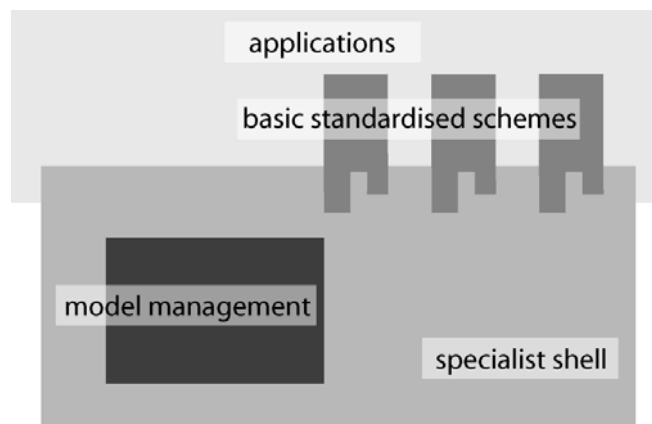 applications
basic standardised schemes
model management
specialist shell